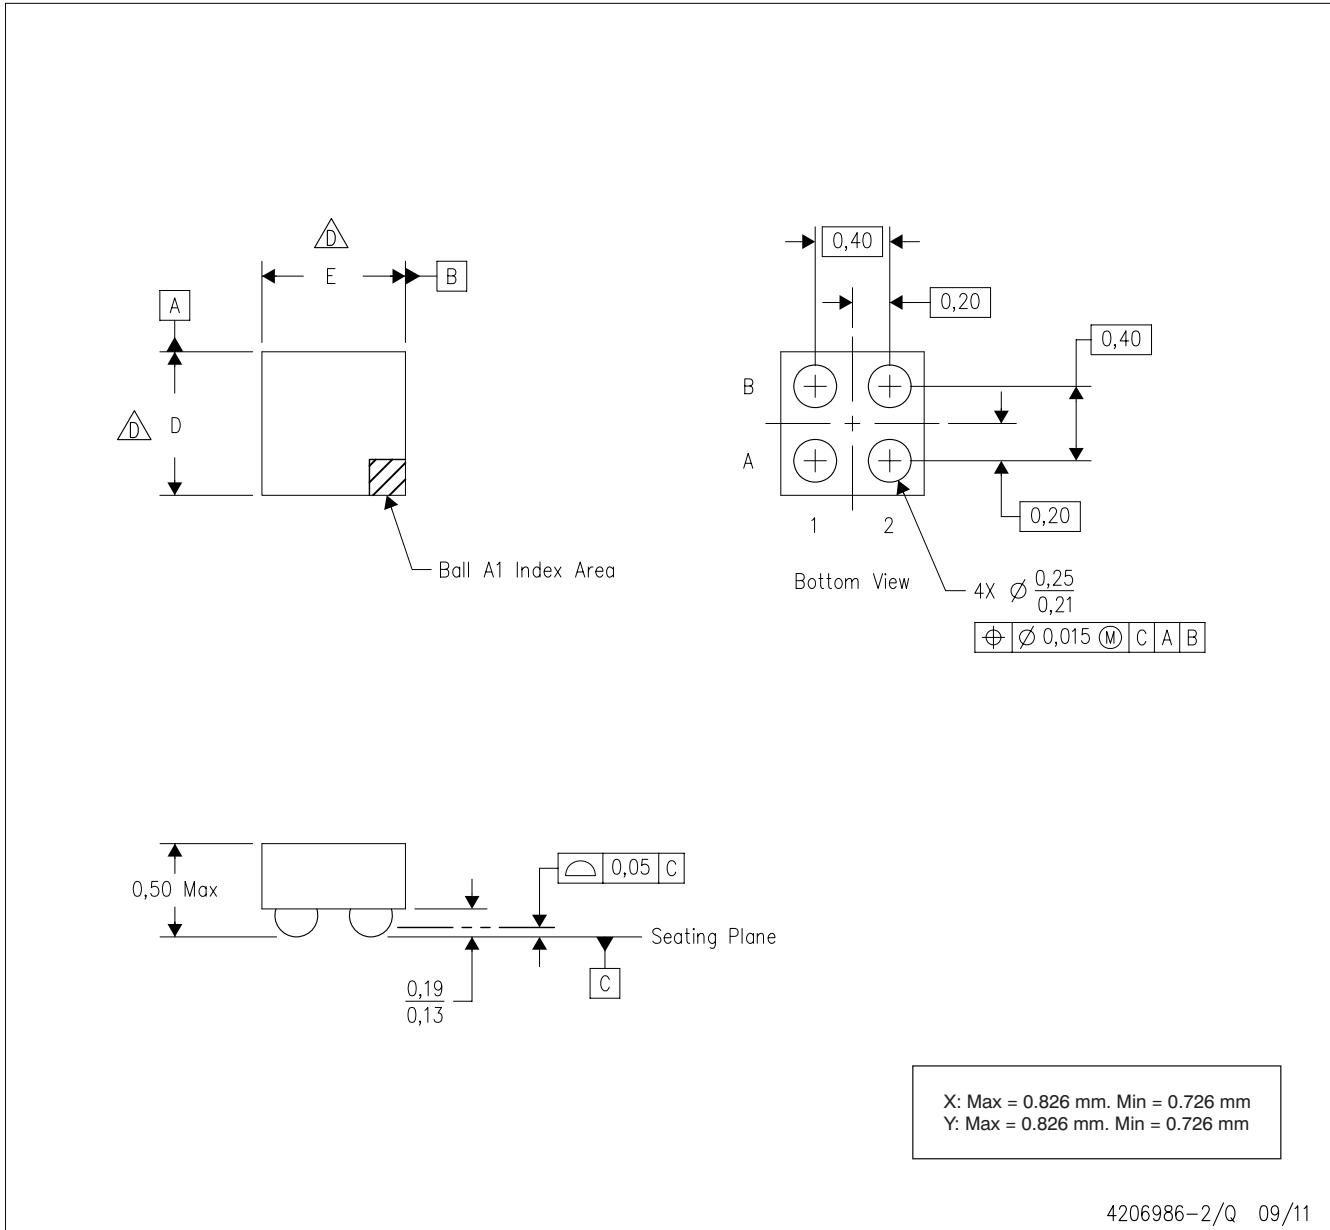 D
E
B
A
D
D
Ball A1 Index Area
0,40
0,20
0,40
B
A
0,20
1 2
Bottom View
4X Ø 0,25
0,21
⌖ Ø 0,015 Ⓜ C A B
0,50 Max
⌓ 0,05 C
Seating Plane
C
0,19
0,13
X: Max = 0.826 mm. Min = 0.726 mm
Y: Max = 0.826 mm. Min = 0.726 mm
4206986-2/Q 09/11